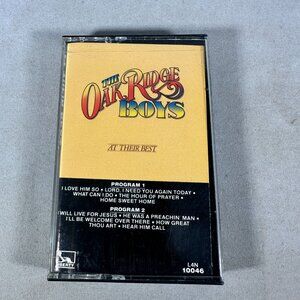 THE
OAK RIDGE
BOYS
AT THEIR BEST
PROGRAM 1
I LOVE HIM SO • LORD, I NEED YOU AGAIN TODAY •
WHAT CAN I DO • THE HOUR OF PRAYER •
HOME SWEET HOME
PROGRAM 2
I WILL LIVE FOR JESUS • HE WAS A PREACHIN' MAN •
I'LL BE WELCOME OVER THERE • HOW GREAT
THOU ART • HEAR HIM CALL
LIBERTY
L4N
10046